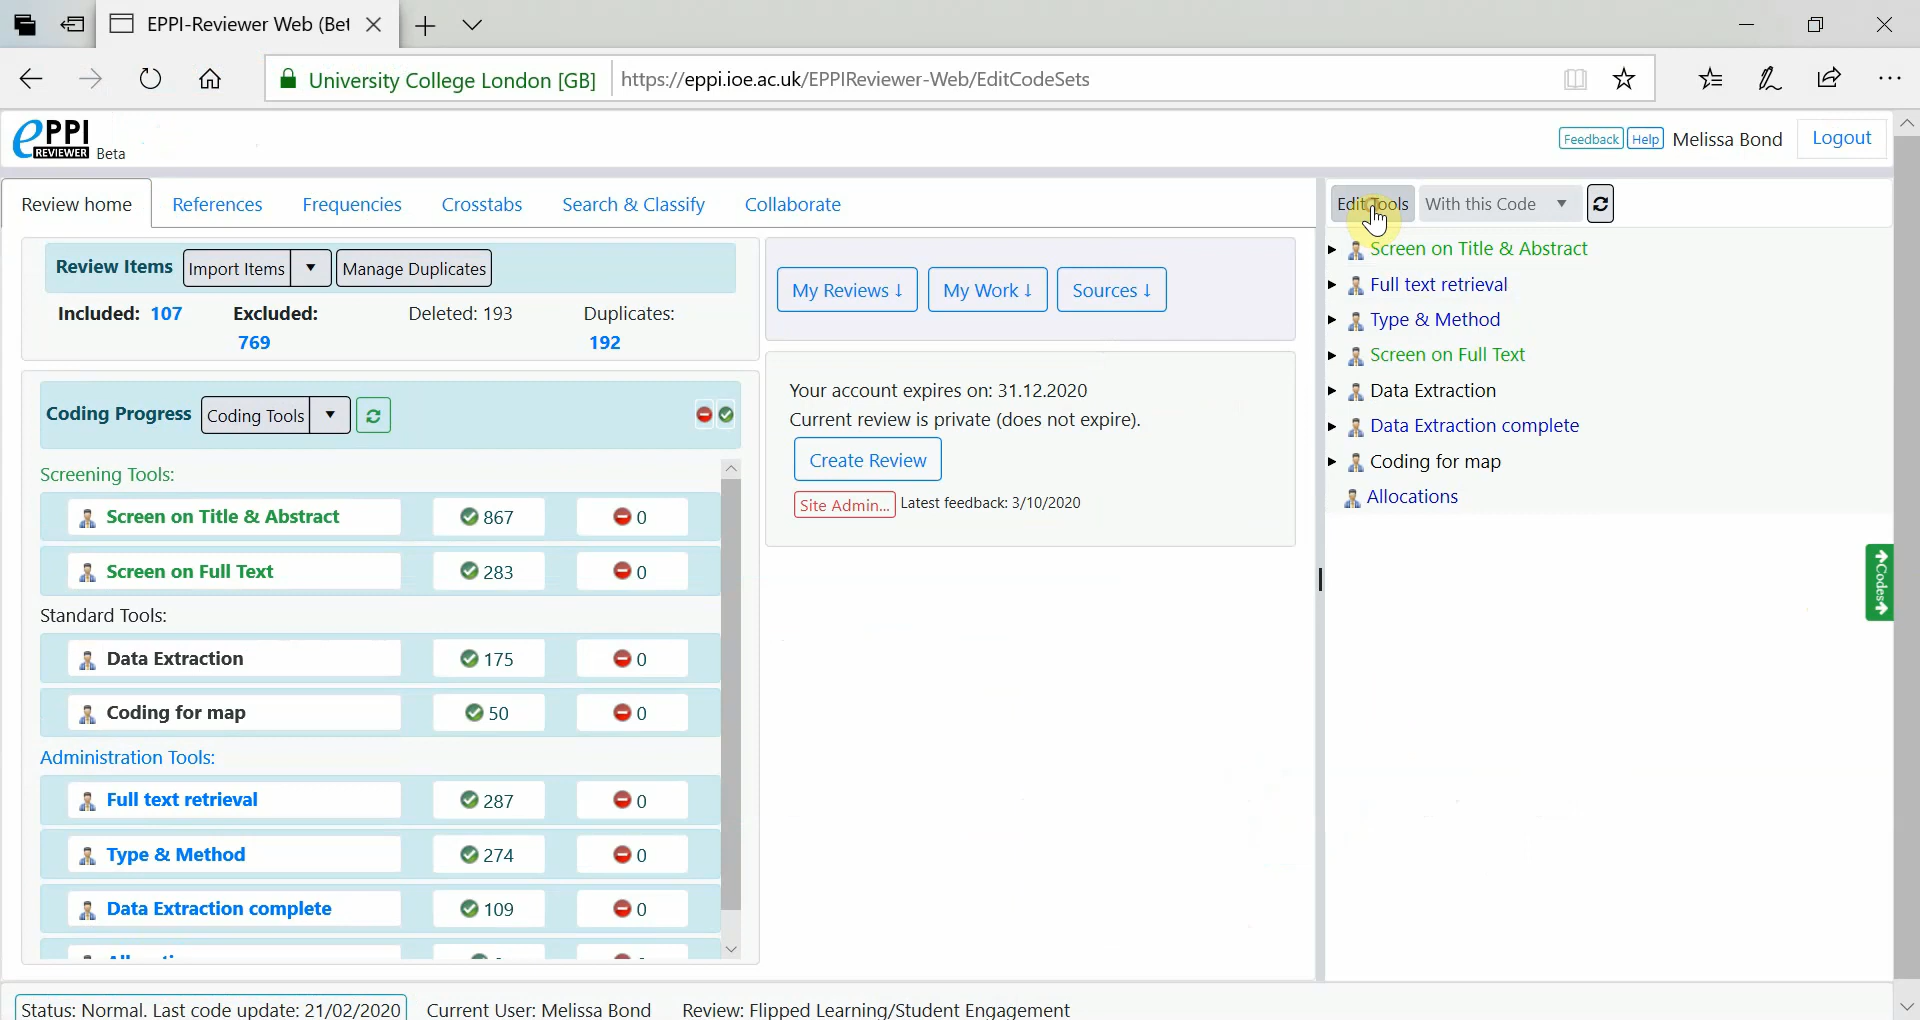 EPPI-Reviewer Web (Bet
University College London [GB] https://eppi.ioe.ac.uk/EPPIReviewer-Web/EditCodeSets
ePPI
REVIEWER Beta
Feedback Help Melissa Bond Logout
Review home References Frequencies Crosstabs Search & Classify Collaborate
Review Items Import Items Manage Duplicates
Included: 107 Excluded: Deleted: 193 Duplicates:
769 192
Coding Progress Coding Tools
Screening Tools:
Screen on Title & Abstract 867 0
Screen on Full Text 283 0
Standard Tools:
Data Extraction 175 0
Coding for map 50 0
Administration Tools:
Full text retrieval 287 0
Type & Method 274 0
Data Extraction complete 109 0
My Reviews ↓ My Work ↓ Sources ↓
Your account expires on: 31.12.2020
Current review is private (does not expire).
Create Review
Site Admin... Latest feedback: 3/10/2020
Edit Tools With this Code
Screen on Title & Abstract
Full text retrieval
Type & Method
Screen on Full Text
Data Extraction
Data Extraction complete
Coding for map
Allocations
Codes
Status: Normal. Last code update: 21/02/2020 Current User: Melissa Bond Review: Flipped Learning/Student Engagement